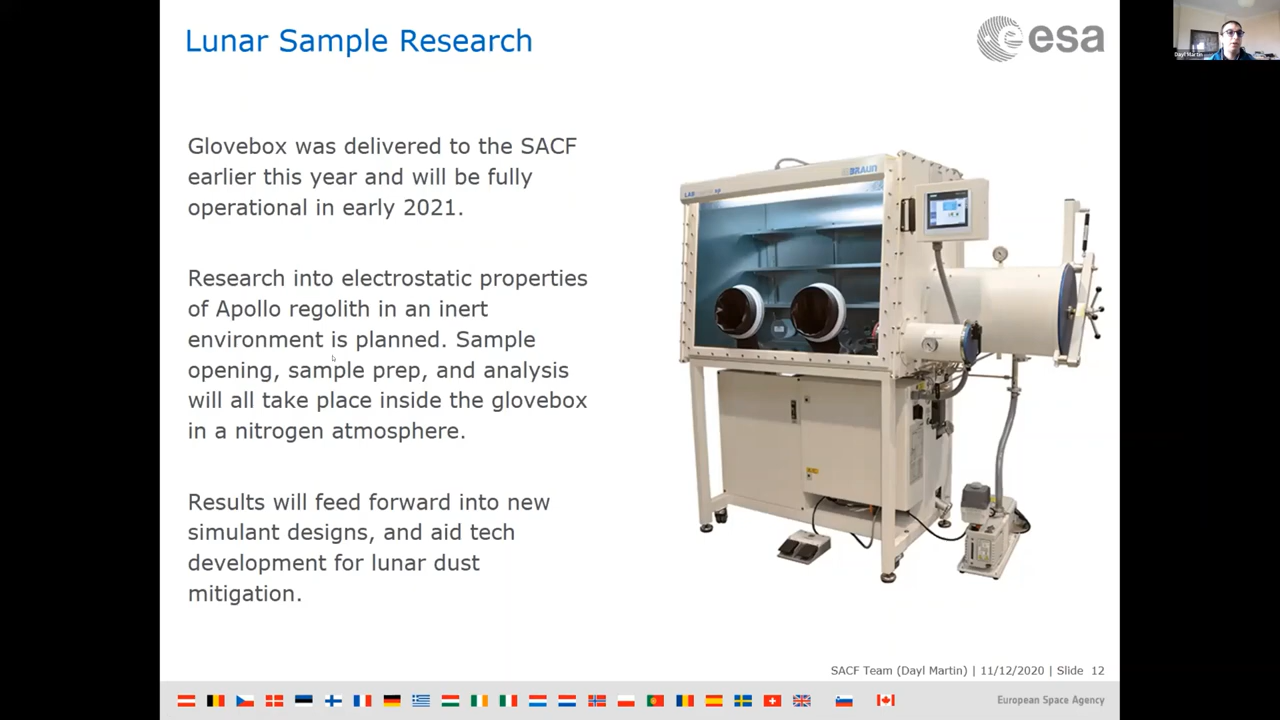 Lunar Sample Research
esa
Dayl Martin
Glovebox was delivered to the SACF
earlier this year and will be fully
operational in early 2021.
Research into electrostatic properties
of Apollo regolith in an inert
environment is planned. Sample
opening, sample prep, and analysis
will all take place inside the glovebox
in a nitrogen atmosphere.
Results will feed forward into new
simulant designs, and aid tech
development for lunar dust
mitigation.
BRAUN
LAB
SACF Team (Dayl Martin) | 11/12/2020 | Slide 12
European Space Agency